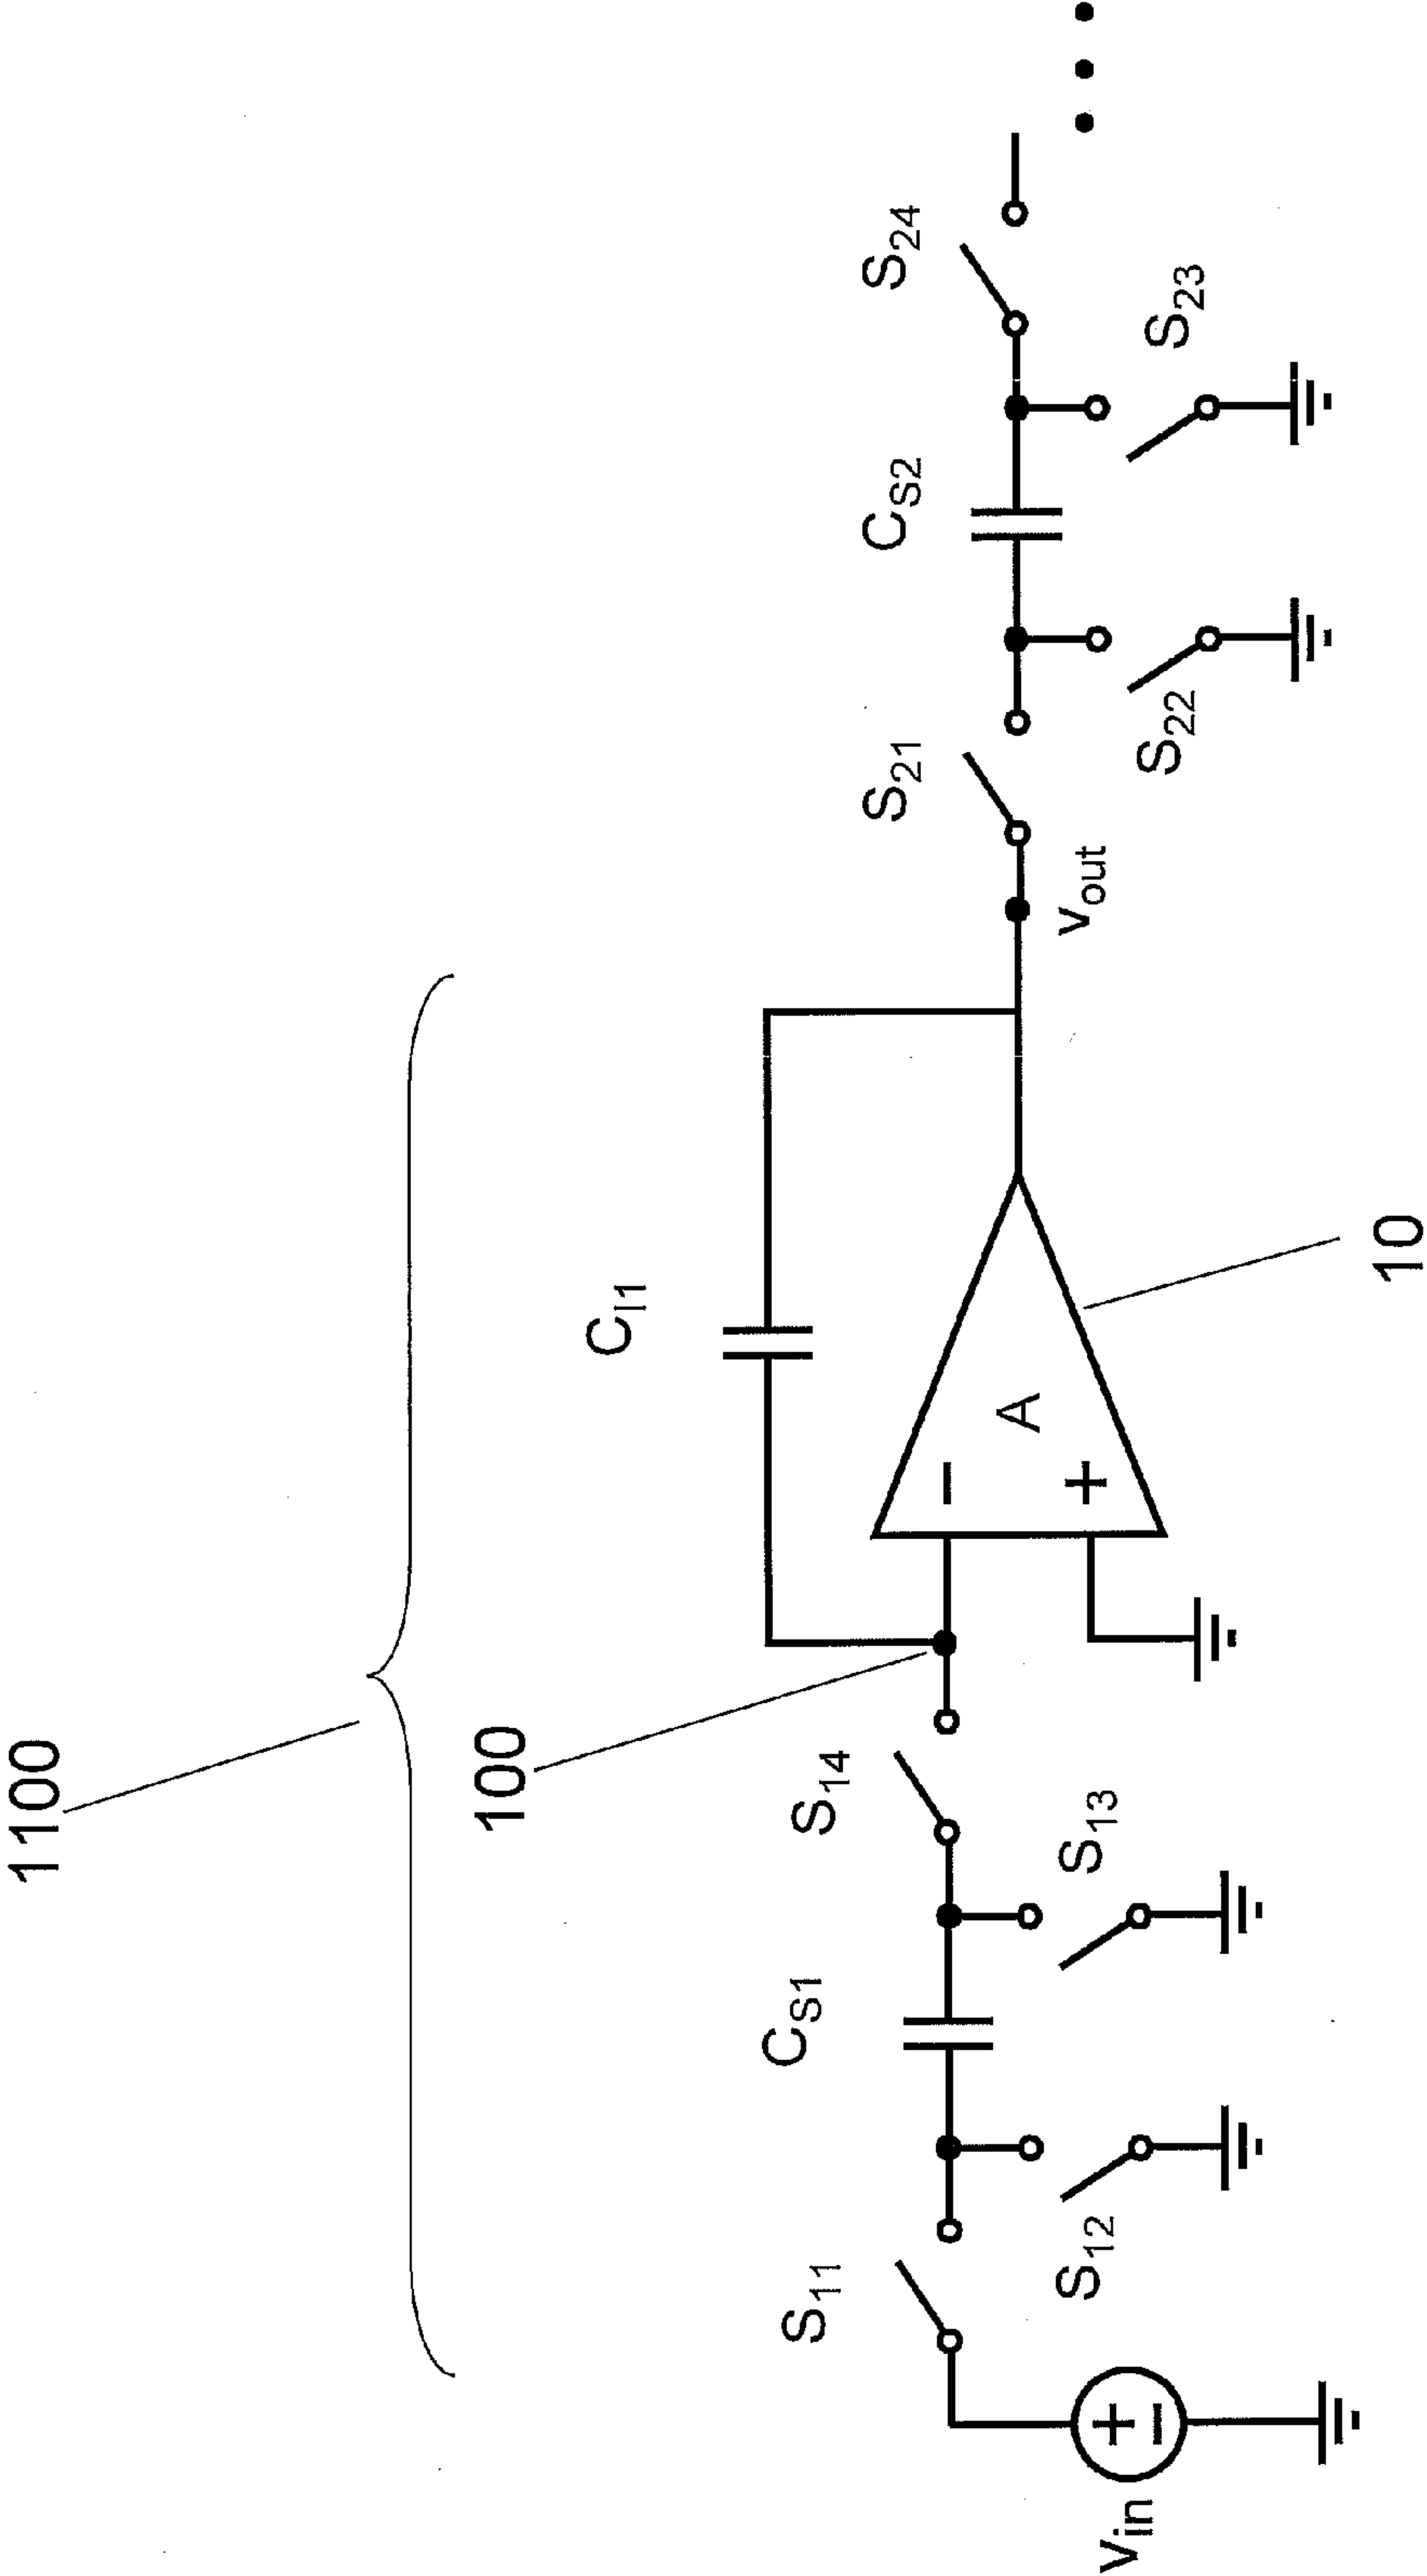 1100
100
C_I1
S_11
C_S1
S_14
S_12
S_13
v_in
+
−
−
+
A
10
v_out
S_21
C_S2
S_24
S_22
S_23